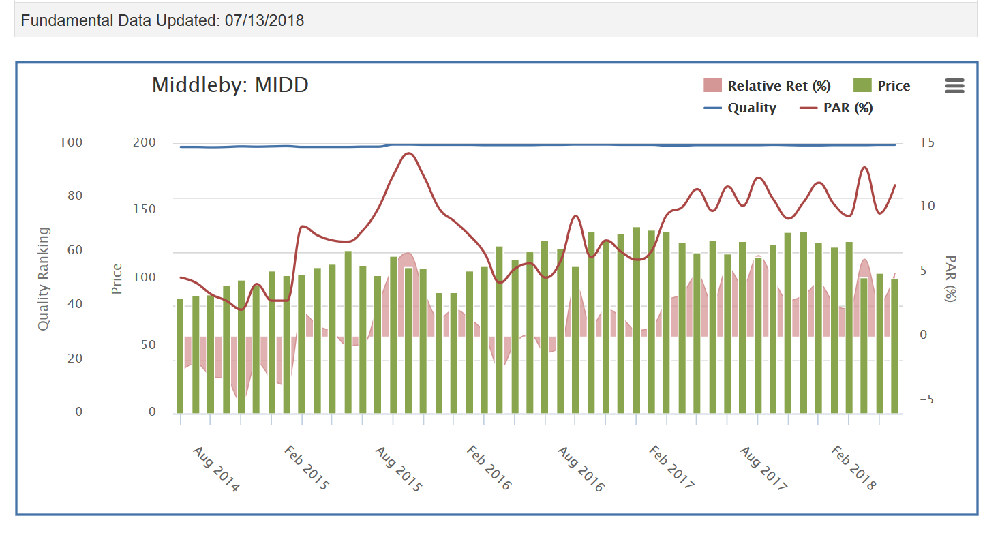 Fundamental Data Updated: 07/13/2018
Middleby: MIDD
Relative Ret (%) Price
Quality PAR (%)
100 200 15
80
150 10
60
100 5
40
50 0
20
0 0 −5
Quality Ranking
Price
PAR (%)
Aug 2014 Feb 2015 Aug 2015 Feb 2016 Aug 2016 Feb 2017 Aug 2017 Feb 2018